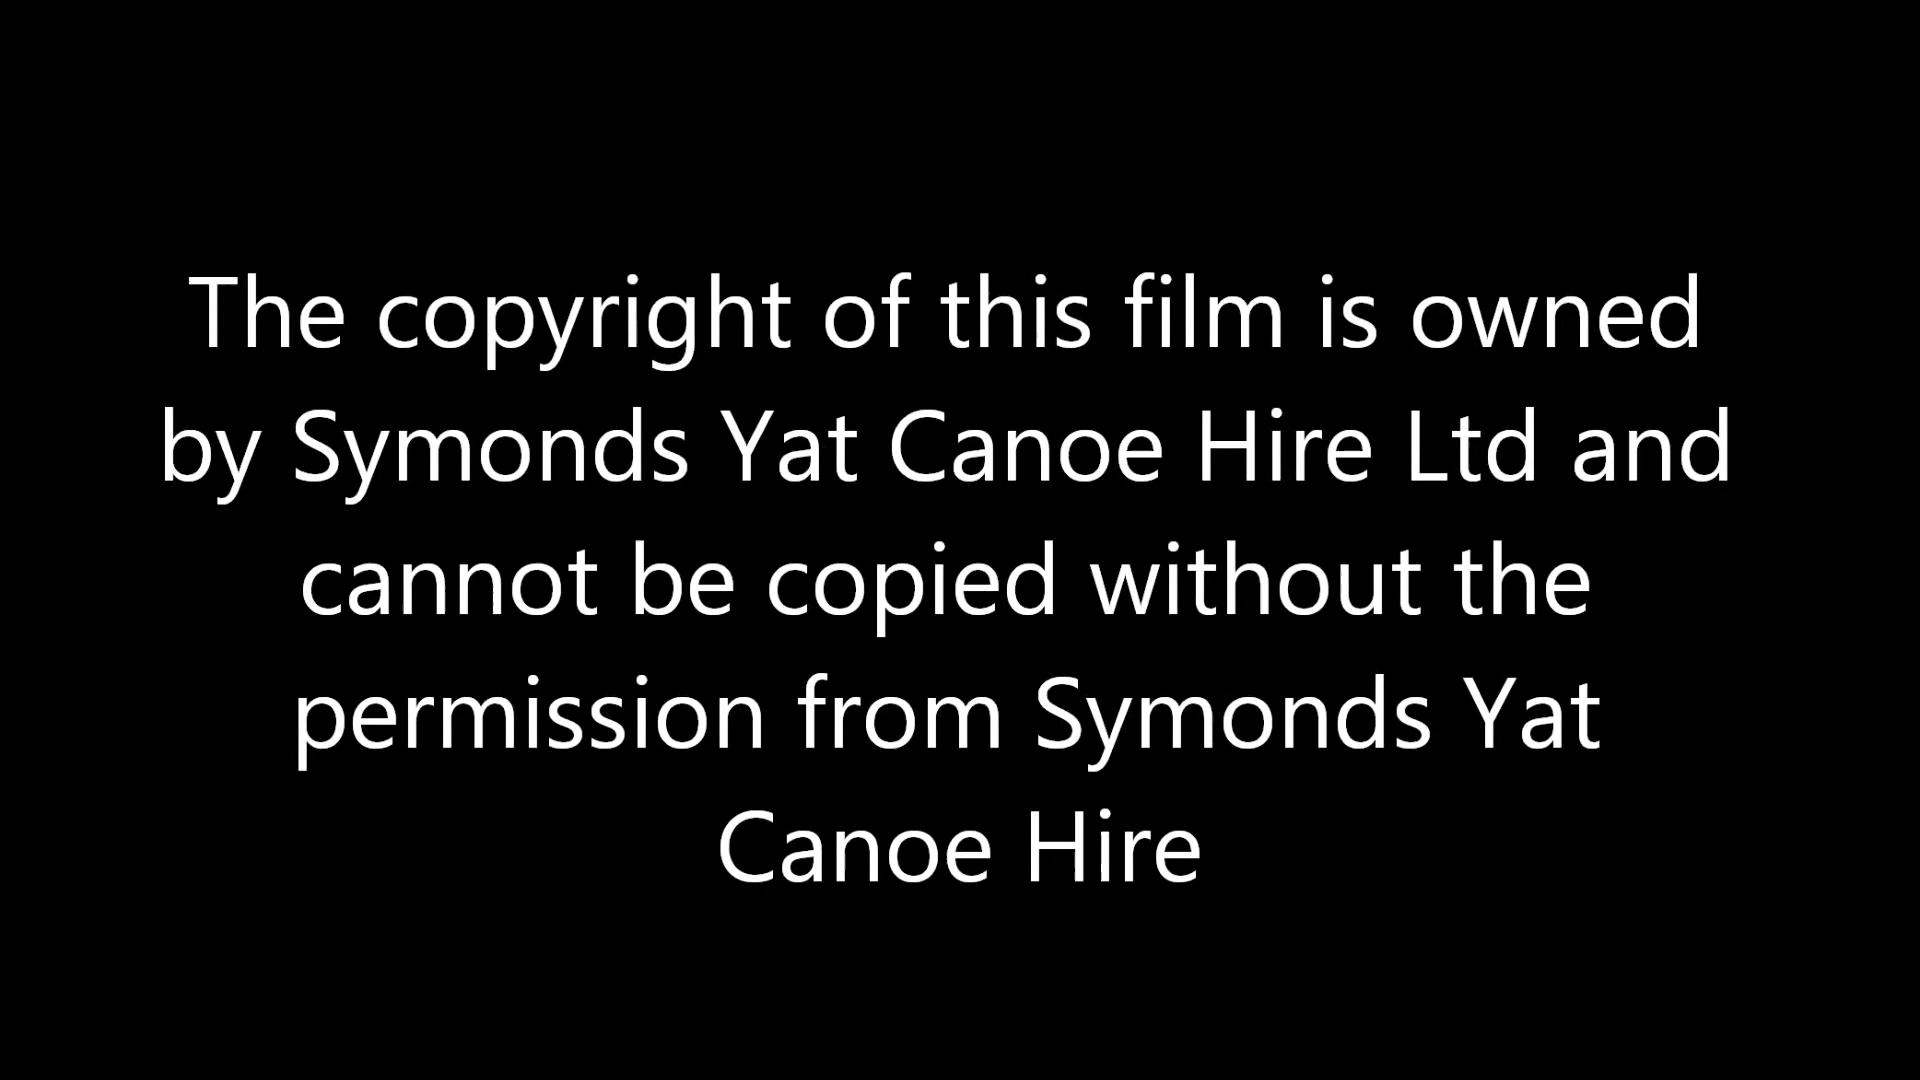 The copyright of this film is owned
by Symonds Yat Canoe Hire Ltd and
cannot be copied without the
permission from Symonds Yat
Canoe Hire